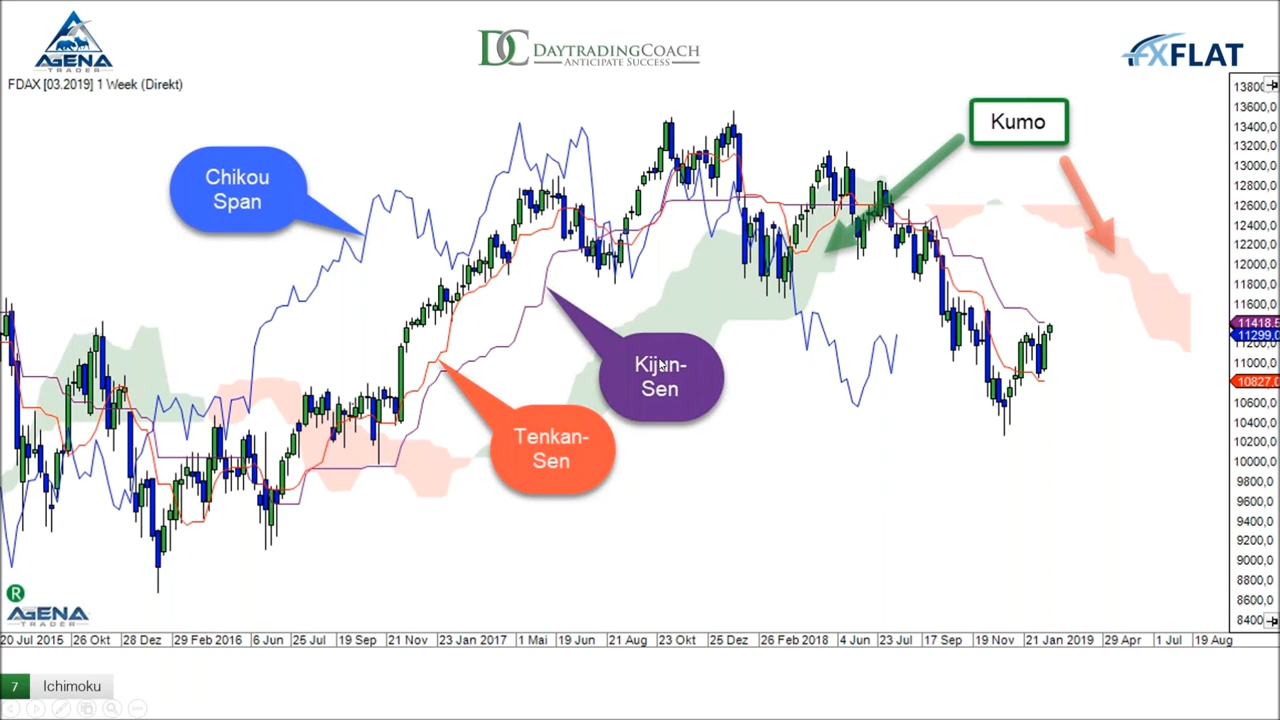 AGENA
TRADER
DC DAYTRADINGCOACH
ANTICIPATE SUCCESS
FXFLAT
FDAX [03.2019] 1 Week (Direkt)
Kumo
Chikou
Span
Kijun-
Sen
Tenkan-
Sen
13600,0
13400,0
13200,0
13000,0
12800,0
12600,0
12400,0
12200,0
12000,0
11800,0
11600,0
11418,5
11299,0
11000,0
10827,0
10600,0
10400,0
10200,0
10000,0
9800,0
9600,0
9400,0
9200,0
9000,0
8800,0
8600,0
R
AGENA
TRADER
20 Jul 2015 26 Okt 28 Dez 29 Feb 2016 6 Jun 25 Jul 19 Sep 21 Nov 23 Jan 2017 1 Mai 19 Jun 21 Aug 23 Okt 25 Dez 26 Feb 2018 4 Jun 23 Jul 17 Sep 19 Nov 21 Jan 2019 29 Apr 1 Jul 19 Aug
7 Ichimoku